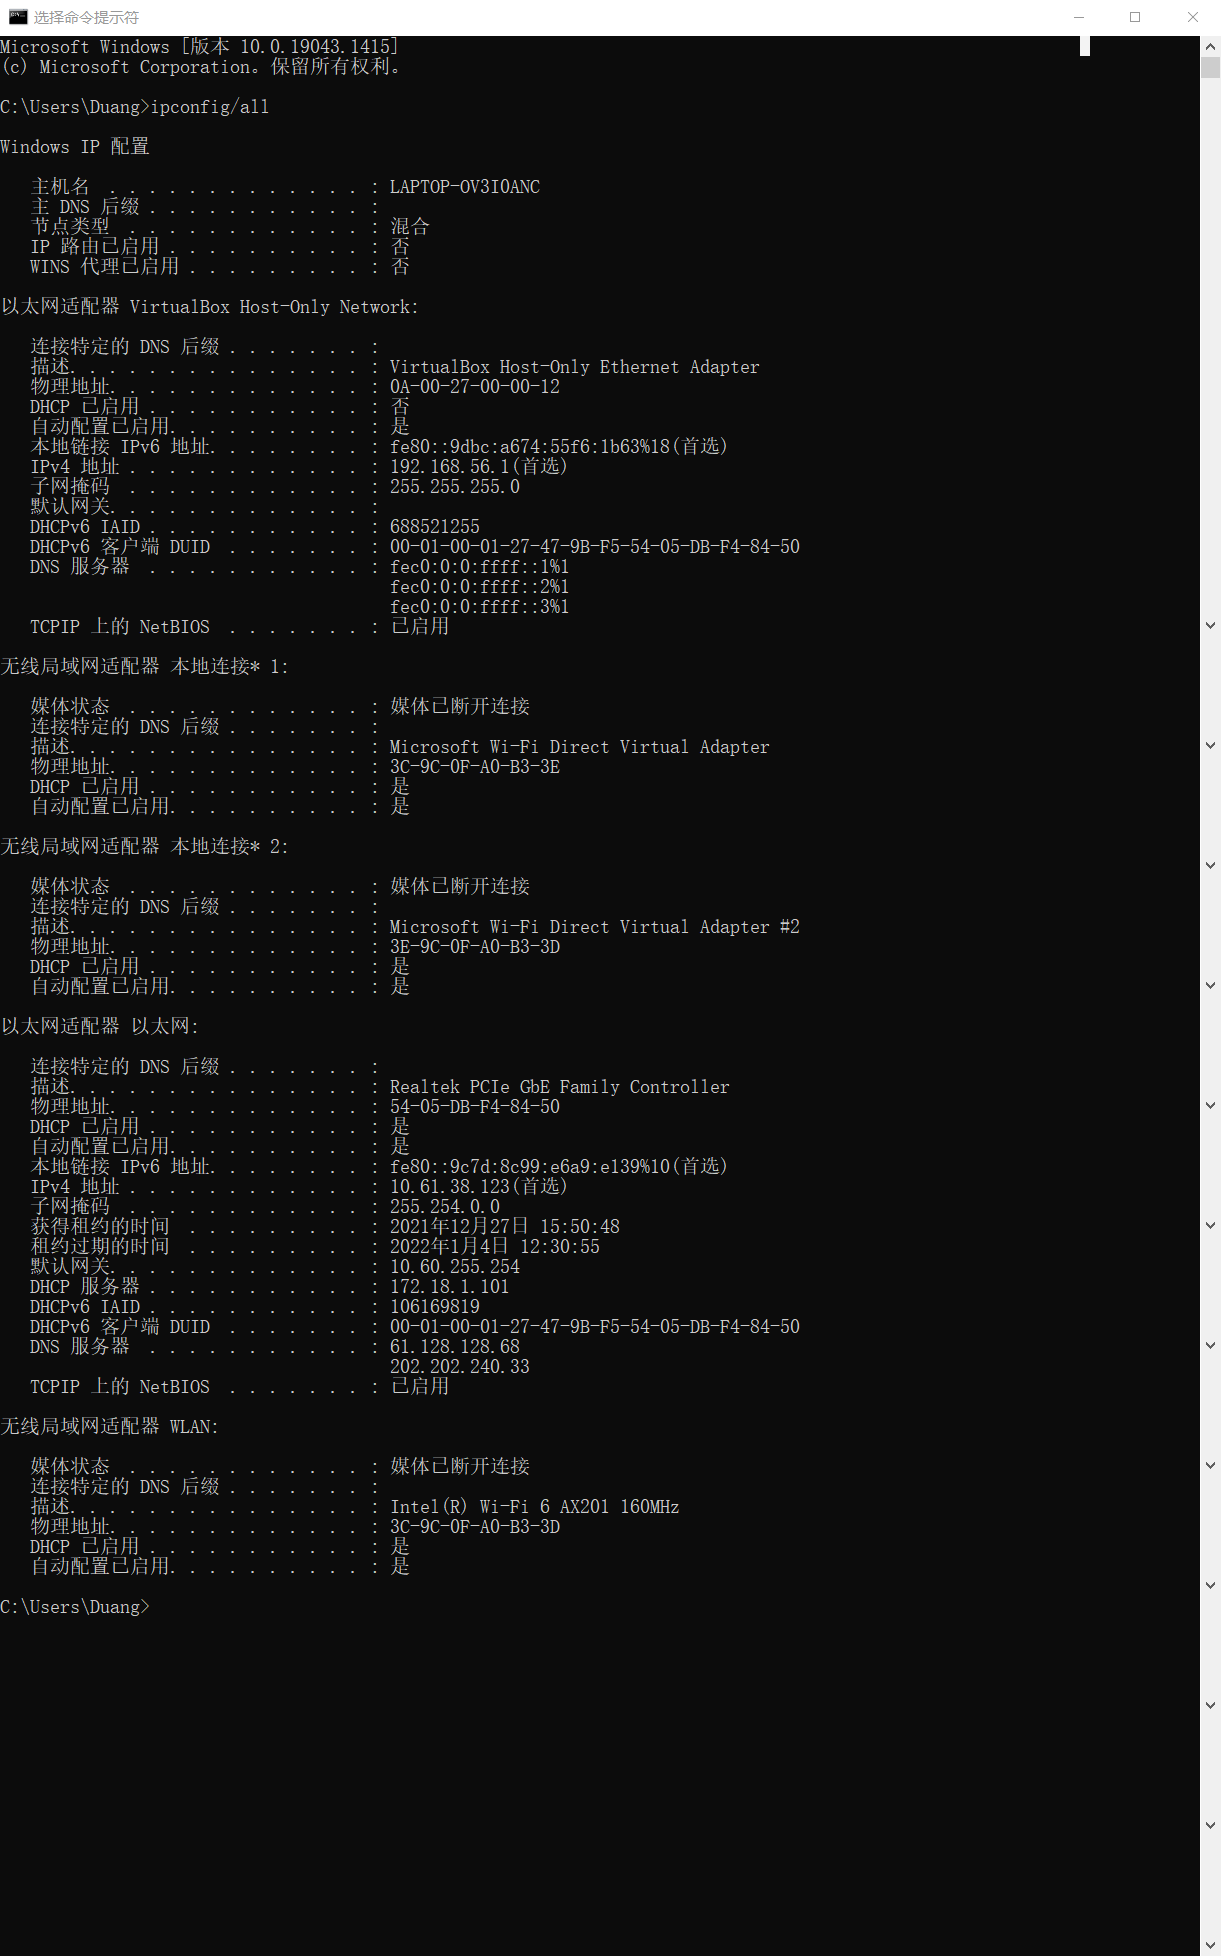 选择命令提示符
Microsoft Windows [版本 10.0.19043.1415]
(c) Microsoft Corporation。保留所有权利。
C:\Users\Duang>ipconfig/all
Windows IP 配置
   主机名  . . . . . . . . . . . . . : LAPTOP-OV3I0ANC
   主 DNS 后缀 . . . . . . . . . . . :
   节点类型  . . . . . . . . . . . . : 混合
   IP 路由已启用 . . . . . . . . . . : 否
   WINS 代理已启用 . . . . . . . . . : 否
以太网适配器 VirtualBox Host-Only Network:
   连接特定的 DNS 后缀 . . . . . . . :
   描述. . . . . . . . . . . . . . . : VirtualBox Host-Only Ethernet Adapter
   物理地址. . . . . . . . . . . . . : 0A-00-27-00-00-12
   DHCP 已启用 . . . . . . . . . . . : 否
   自动配置已启用. . . . . . . . . . : 是
   本地链接 IPv6 地址. . . . . . . . : fe80::9dbc:a674:55f6:1b63%18(首选)
   IPv4 地址 . . . . . . . . . . . . : 192.168.56.1(首选)
   子网掩码  . . . . . . . . . . . . : 255.255.255.0
   默认网关. . . . . . . . . . . . . :
   DHCPv6 IAID . . . . . . . . . . . : 688521255
   DHCPv6 客户端 DUID  . . . . . . . : 00-01-00-01-27-47-9B-F5-54-05-DB-F4-84-50
   DNS 服务器  . . . . . . . . . . . : fec0:0:0:ffff::1%1
                                       fec0:0:0:ffff::2%1
                                       fec0:0:0:ffff::3%1
   TCPIP 上的 NetBIOS  . . . . . . . : 已启用
无线局域网适配器 本地连接* 1:
   媒体状态  . . . . . . . . . . . . : 媒体已断开连接
   连接特定的 DNS 后缀 . . . . . . . :
   描述. . . . . . . . . . . . . . . : Microsoft Wi-Fi Direct Virtual Adapter
   物理地址. . . . . . . . . . . . . : 3C-9C-0F-A0-B3-3E
   DHCP 已启用 . . . . . . . . . . . : 是
   自动配置已启用. . . . . . . . . . : 是
无线局域网适配器 本地连接* 2:
   媒体状态  . . . . . . . . . . . . : 媒体已断开连接
   连接特定的 DNS 后缀 . . . . . . . :
   描述. . . . . . . . . . . . . . . : Microsoft Wi-Fi Direct Virtual Adapter #2
   物理地址. . . . . . . . . . . . . : 3E-9C-0F-A0-B3-3D
   DHCP 已启用 . . . . . . . . . . . : 是
   自动配置已启用. . . . . . . . . . : 是
以太网适配器 以太网:
   连接特定的 DNS 后缀 . . . . . . . :
   描述. . . . . . . . . . . . . . . : Realtek PCIe GbE Family Controller
   物理地址. . . . . . . . . . . . . : 54-05-DB-F4-84-50
   DHCP 已启用 . . . . . . . . . . . : 是
   自动配置已启用. . . . . . . . . . : 是
   本地链接 IPv6 地址. . . . . . . . : fe80::9c7d:8c99:e6a9:e139%10(首选)
   IPv4 地址 . . . . . . . . . . . . : 10.61.38.123(首选)
   子网掩码  . . . . . . . . . . . . : 255.254.0.0
   获得租约的时间  . . . . . . . . . : 2021年12月27日 15:50:48
   租约过期的时间  . . . . . . . . . : 2022年1月4日 12:30:55
   默认网关. . . . . . . . . . . . . : 10.60.255.254
   DHCP 服务器 . . . . . . . . . . . : 172.18.1.101
   DHCPv6 IAID . . . . . . . . . . . : 106169819
   DHCPv6 客户端 DUID  . . . . . . . : 00-01-00-01-27-47-9B-F5-54-05-DB-F4-84-50
   DNS 服务器  . . . . . . . . . . . : 61.128.128.68
                                       202.202.240.33
   TCPIP 上的 NetBIOS  . . . . . . . : 已启用
无线局域网适配器 WLAN:
   媒体状态  . . . . . . . . . . . . : 媒体已断开连接
   连接特定的 DNS 后缀 . . . . . . . :
   描述. . . . . . . . . . . . . . . : Intel(R) Wi-Fi 6 AX201 160MHz
   物理地址. . . . . . . . . . . . . : 3C-9C-0F-A0-B3-3D
   DHCP 已启用 . . . . . . . . . . . : 是
   自动配置已启用. . . . . . . . . . : 是
C:\Users\Duang>